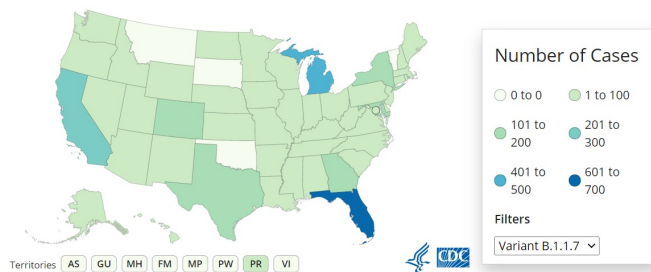 Number of Cases
0 to 0
1 to 100
101 to 200
201 to 300
401 to 500
601 to 700
Filters
Variant B.1.1.7
Territories AS GU MH FM MP PW PR VI
CDC